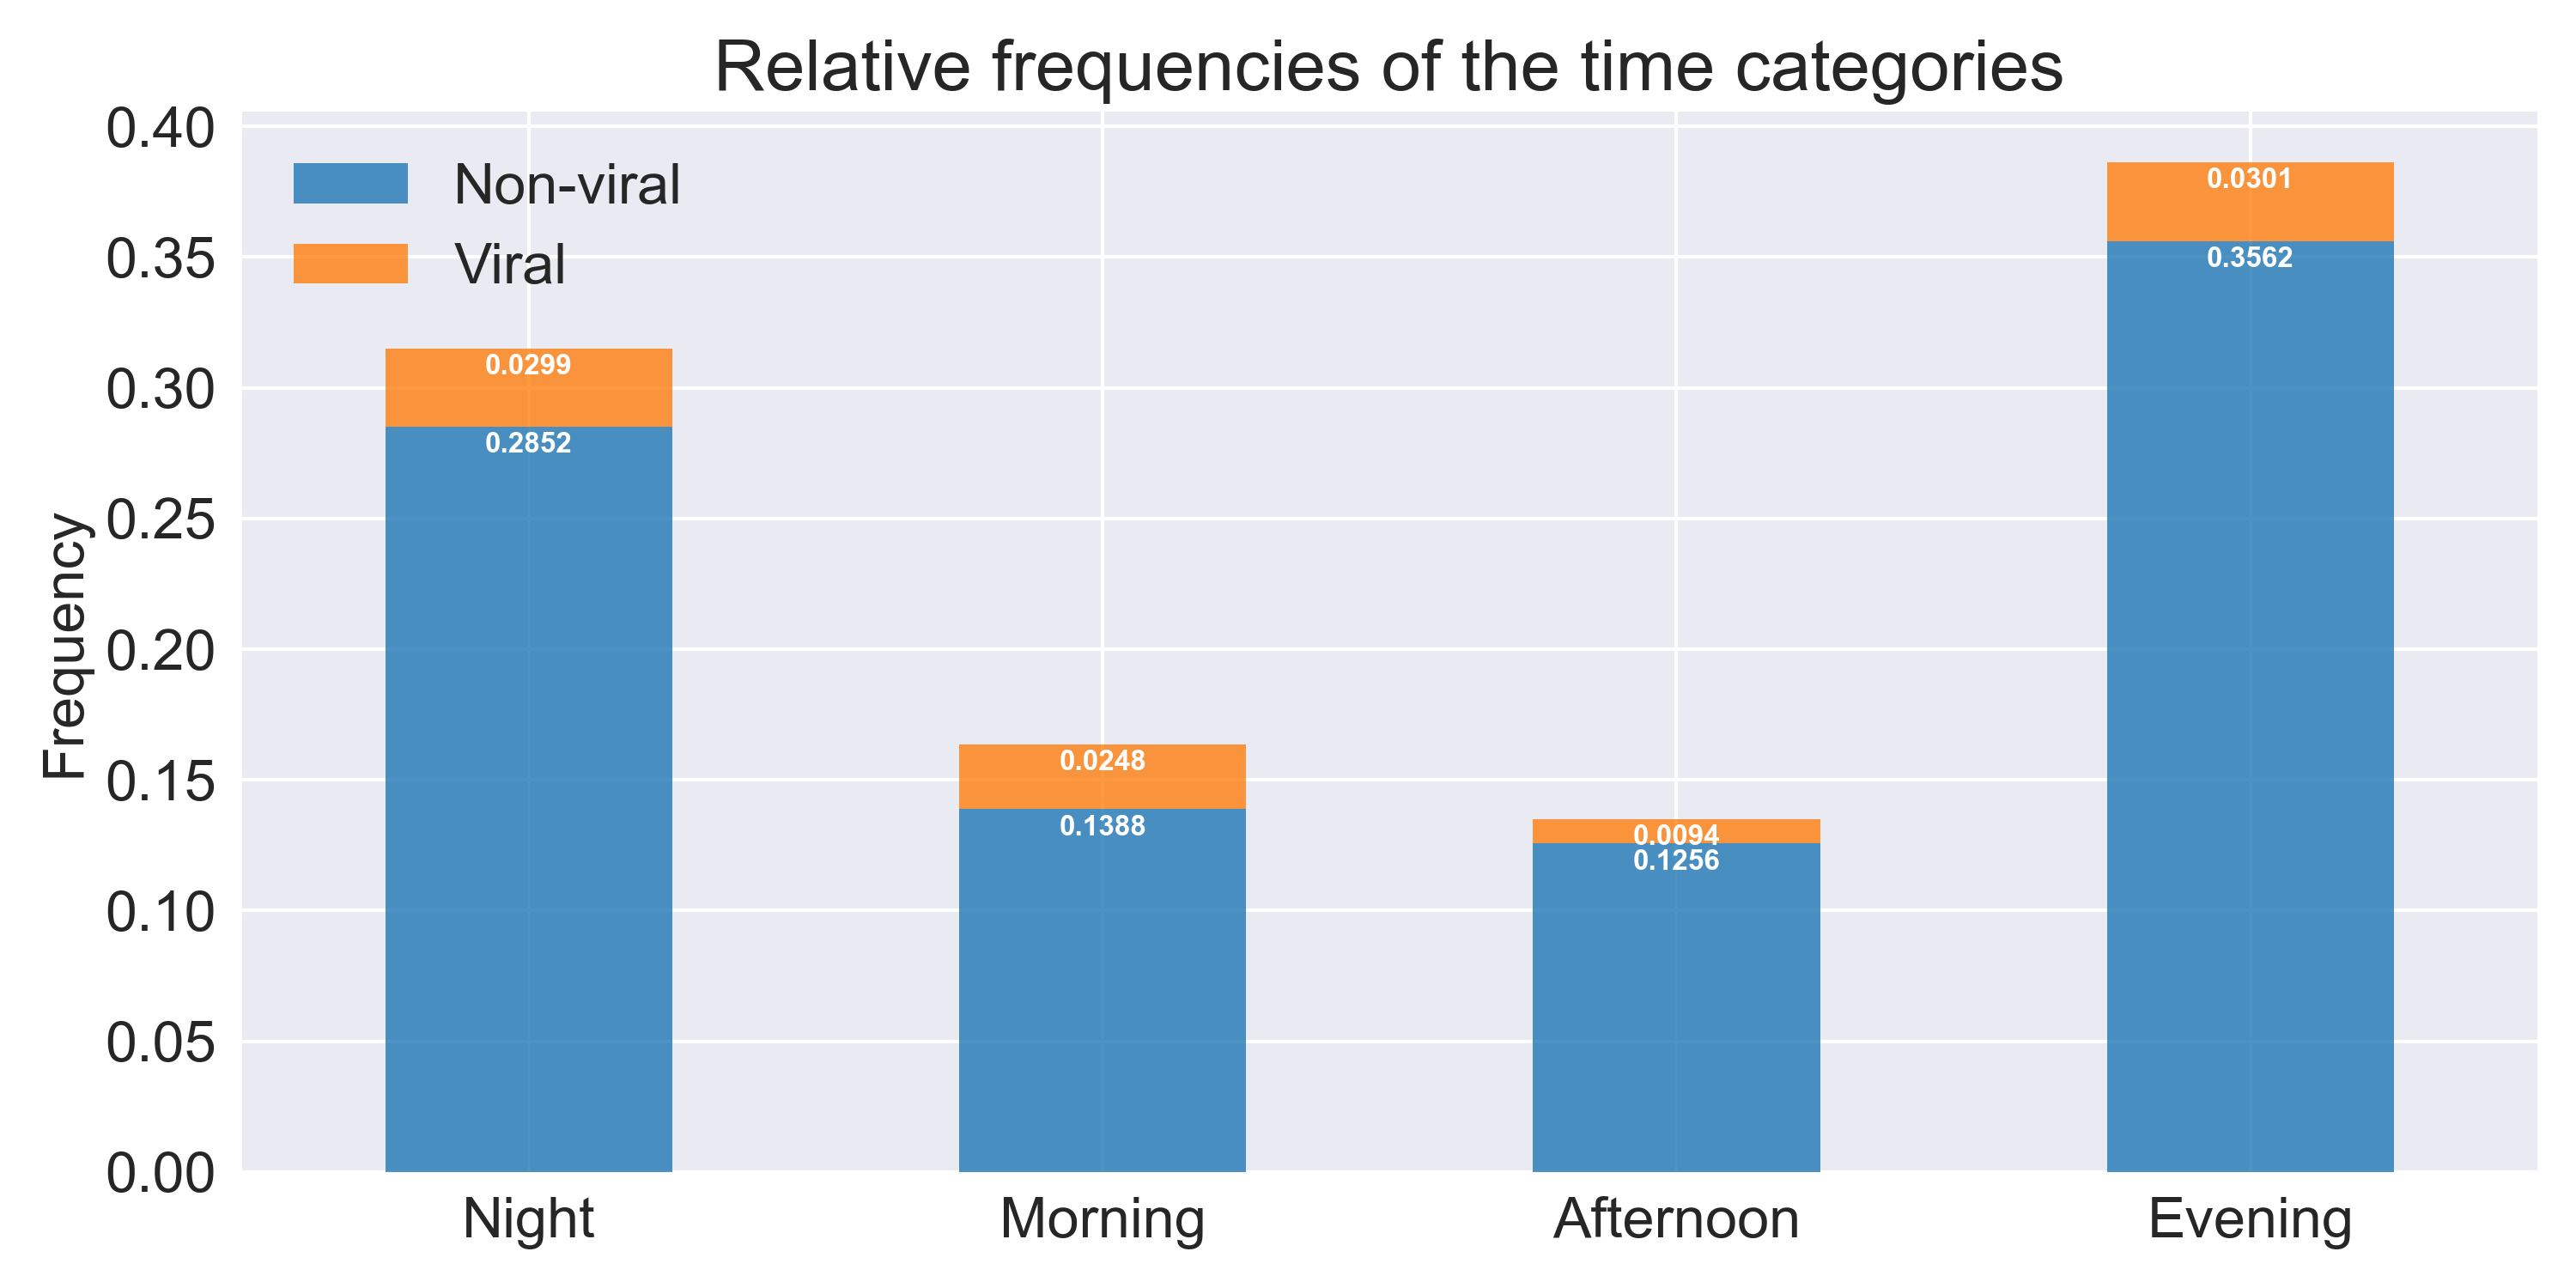 Relative frequencies of the time categories
0.40
0.35
0.30
0.25
0.20
0.15
0.10
0.05
0.00
Frequency
Non-viral
Viral
0.0299
0.2852
0.0248
0.1388
0.0094
0.1256
0.0301
0.3562
Night
Morning
Afternoon
Evening